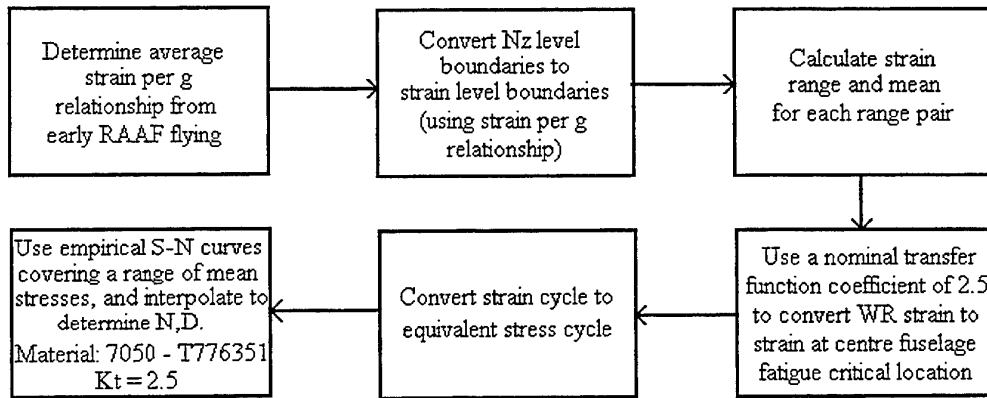 Determine average
strain per g
relationship from
early RAAF flying
Convert Nz level
boundaries to
strain level boundaries
(using strain per g
relationship)
Calculate strain
range and mean
for each range pair
Use a nominal transfer
function coefficient of 2.5
to convert WR strain to
strain at centre fuselage
fatigue critical location
Convert strain cycle to
equivalent stress cycle
Use empirical S-N curves
covering a range of mean
stresses, and interpolate to
determine N,D.
Material: 7050 - T776351
Kt = 2.5